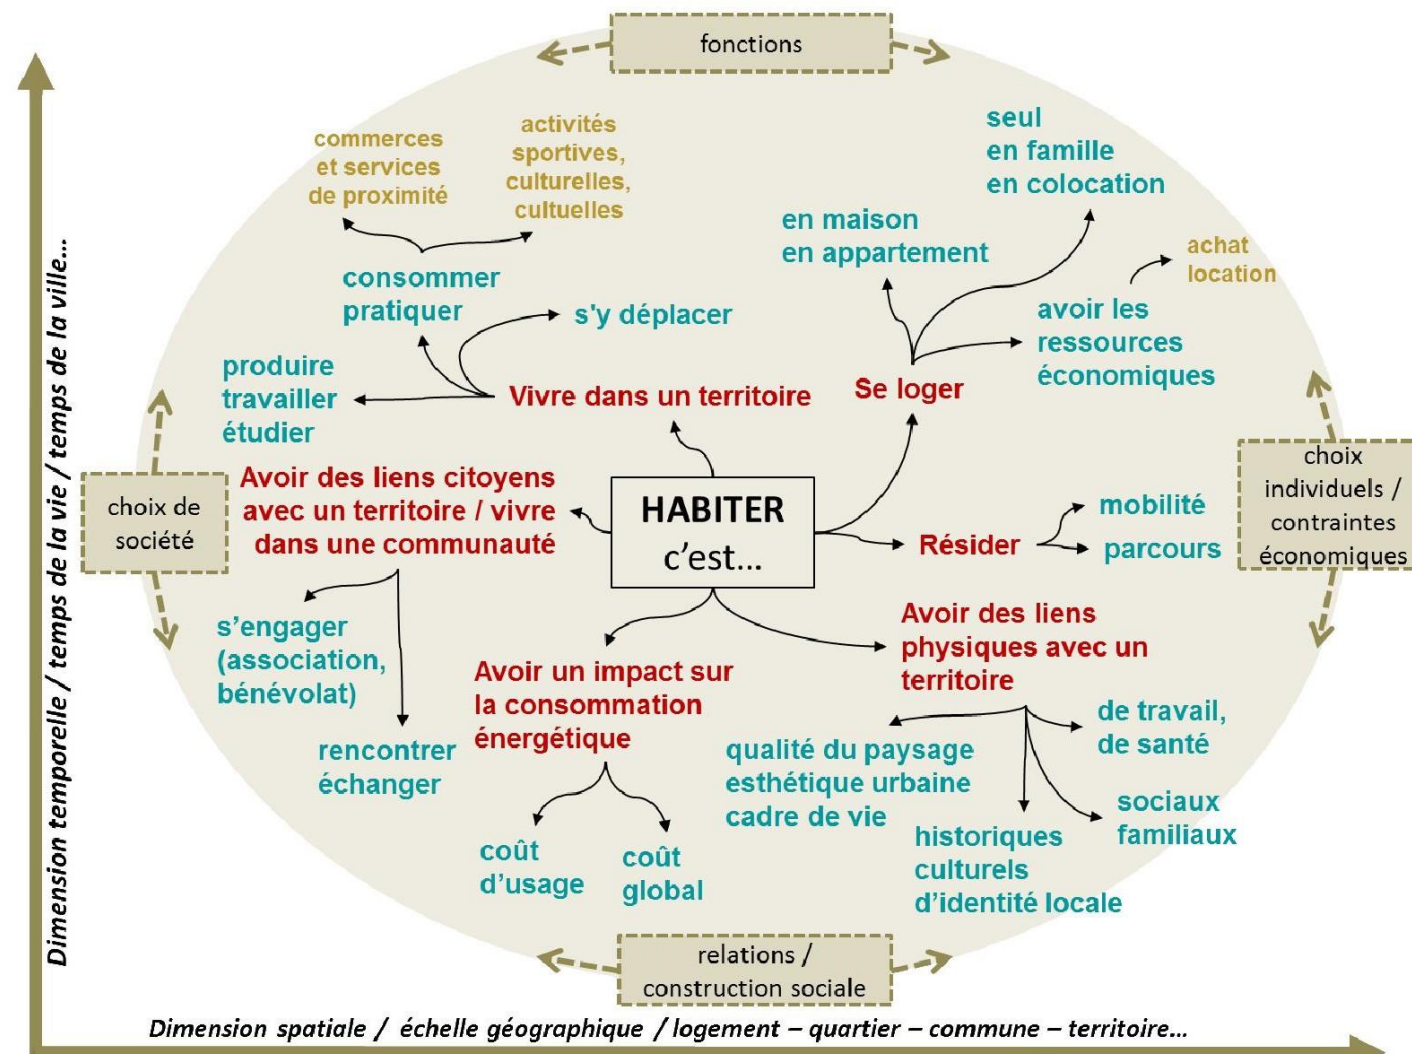 fonctions
commerces
et services
de proximité
activités
sportives,
culturelles,
cultuelles
seul
en famille
en colocation
en maison
en appartement
achat
location
consommer
pratiquer
s'y déplacer
avoir les
ressources
économiques
produire
travailler
étudier
Vivre dans un territoire
Se loger
Avoir des liens citoyens
avec un territoire / vivre
dans une communauté
choix de
société
HABITER
c'est...
Résider
mobilité
parcours
choix
individuels /
contraintes
économiques
s'engager
(association,
bénévolat)
rencontrer
échanger
Avoir un impact sur
la consommation
énergétique
coût
d'usage
coût
global
Avoir des liens
physiques avec un
territoire
qualité du paysage
esthétique urbaine
cadre de vie
de travail,
de santé
sociaux
familiaux
historiques
culturels
d'identité locale
relations /
construction sociale
Dimension temporelle / temps de la vie / temps de la ville...
Dimension spatiale / échelle géographique / logement – quartier – commune – territoire...